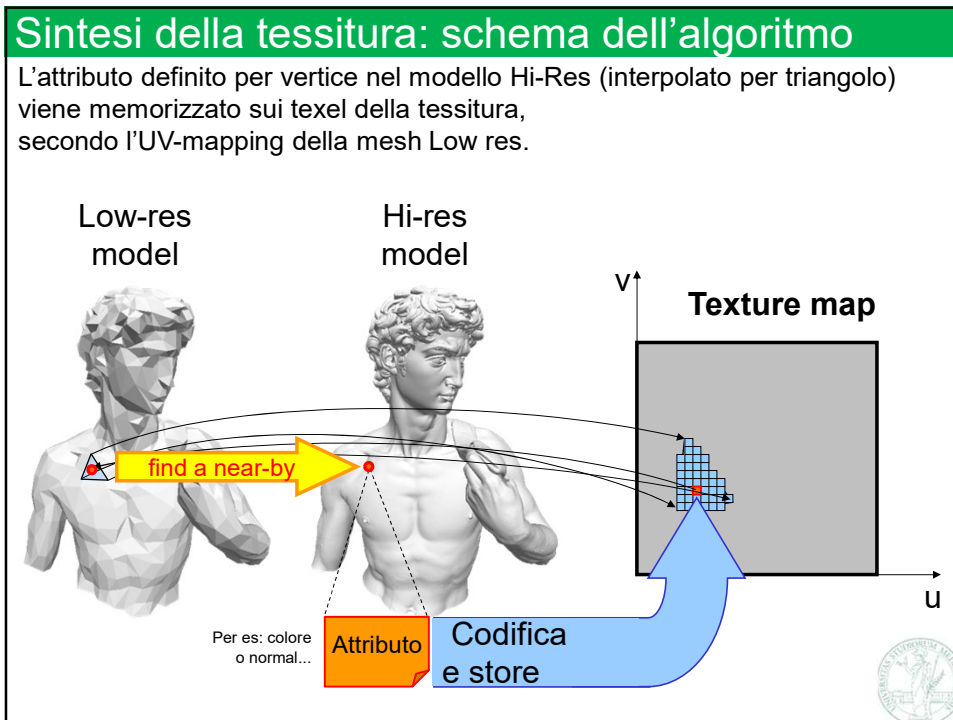 Sintesi della tessitura: schema dell'algoritmo
L'attributo definito per vertice nel modello Hi-Res (interpolato per triangolo)
viene memorizzato sui texel della tessitura,
secondo l'UV-mapping della mesh Low res.
Low-res
model
Hi-res
model
v
Texture map
find a near-by
u
Per es: colore
o normal...
Attributo
Codifica
e store